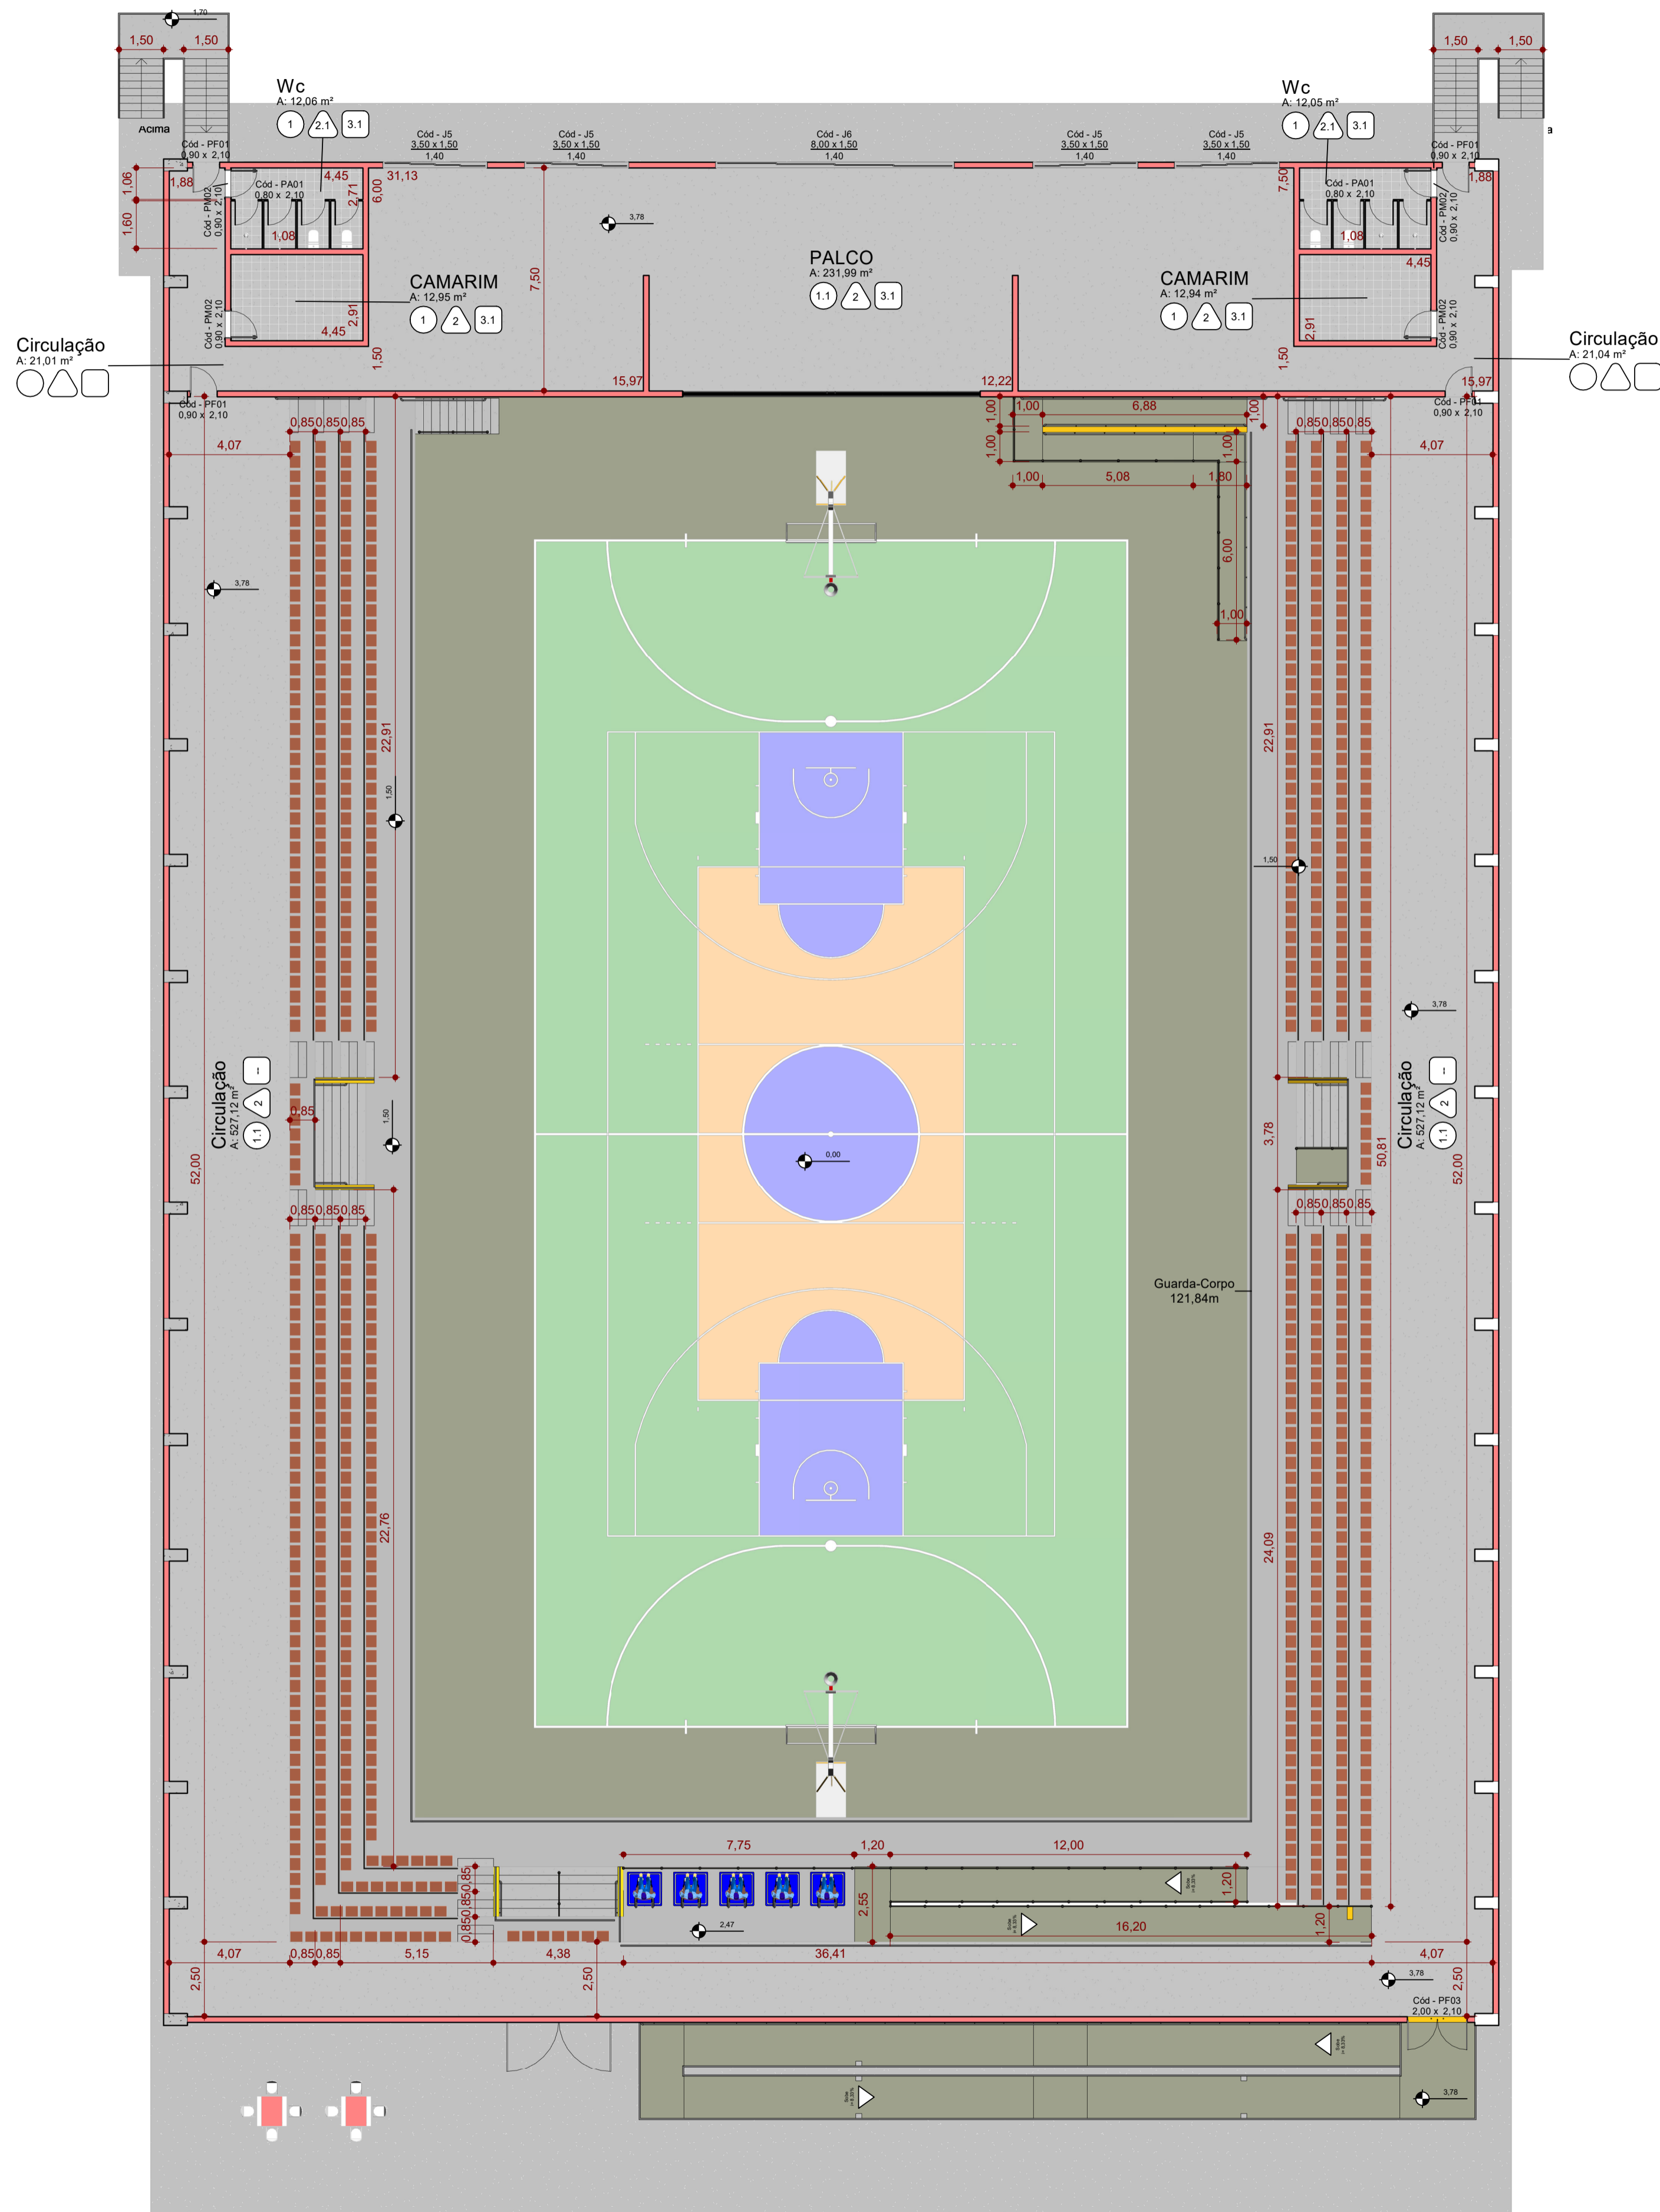 1,70
1,50
1,50
1,50
1,50
Wc
A: 12,06 m²
1
2.1
3.1
Wc
A: 12,05 m²
1
2.1
3.1
Acima
a
Cód - J5
3,50 x 1,50
1,40
Cód - J5
3,50 x 1,50
1,40
Cód - J6
8,00 x 1,50
1,40
Cód - J5
3,50 x 1,50
1,40
Cód - J5
3,50 x 1,50
1,40
Cód - PF01
0,90 x 2,10
Cód - PF01
0,90 x 2,10
1,88
1,06
1,60
Cód - PM02
0,90 x 2,10
Cód - PA01
0,80 x 2,10
4,45
2,71
6,00
31,13
1,08
3,78
7,50
7,50
Cód - PA01
0,80 x 2,10
1,08
4,45
Cód - PM02
0,90 x 2,10
1,88
PALCO
A: 231,99 m²
1.1
2
3.1
CAMARIM
A: 12,95 m²
1
2
3.1
CAMARIM
A: 12,94 m²
1
2
3.1
Cód - PM02
0,90 x 2,10
4,45
2,91
1,50
2,91
1,50
Cód - PM02
0,90 x 2,10
Circulação
A: 21,01 m²
Circulação
A: 21,04 m²
15,97
12,22
15,97
Cód - PF01
0,90 x 2,10
Cód - PF01
0,90 x 2,10
0,85
0,85
0,85
4,07
1,00
1,00
6,88
1,00
1,00
1,00
1,00
5,08
1,80
6,00
1,00
0,85
0,85
0,85
4,07
3,78
22,91
22,91
1,50
1,50
3,78
Circulação
A: 527,12 m²
1.1
2
--
0,85
1,50
52,00
0,00
3,78
50,81
Circulação
A: 527,12 m²
1.1
2
--
52,00
0,85
0,85
0,85
0,85
0,85
0,85
Guarda-Corpo
121,84m
22,76
24,09
7,75
1,20
12,00
0,85
0,85
0,85
2,55
1,20
Sobe
i= 8,33%
2,47
Sobe
i= 8,33%
16,20
1,20
4,07
0,85
0,85
5,15
4,38
36,41
4,07
2,50
2,50
2,50
3,78
Cód - PF03
2,00 x 2,10
Sobe
i= 8,33%
Sobe
i= 8,33%
3,78